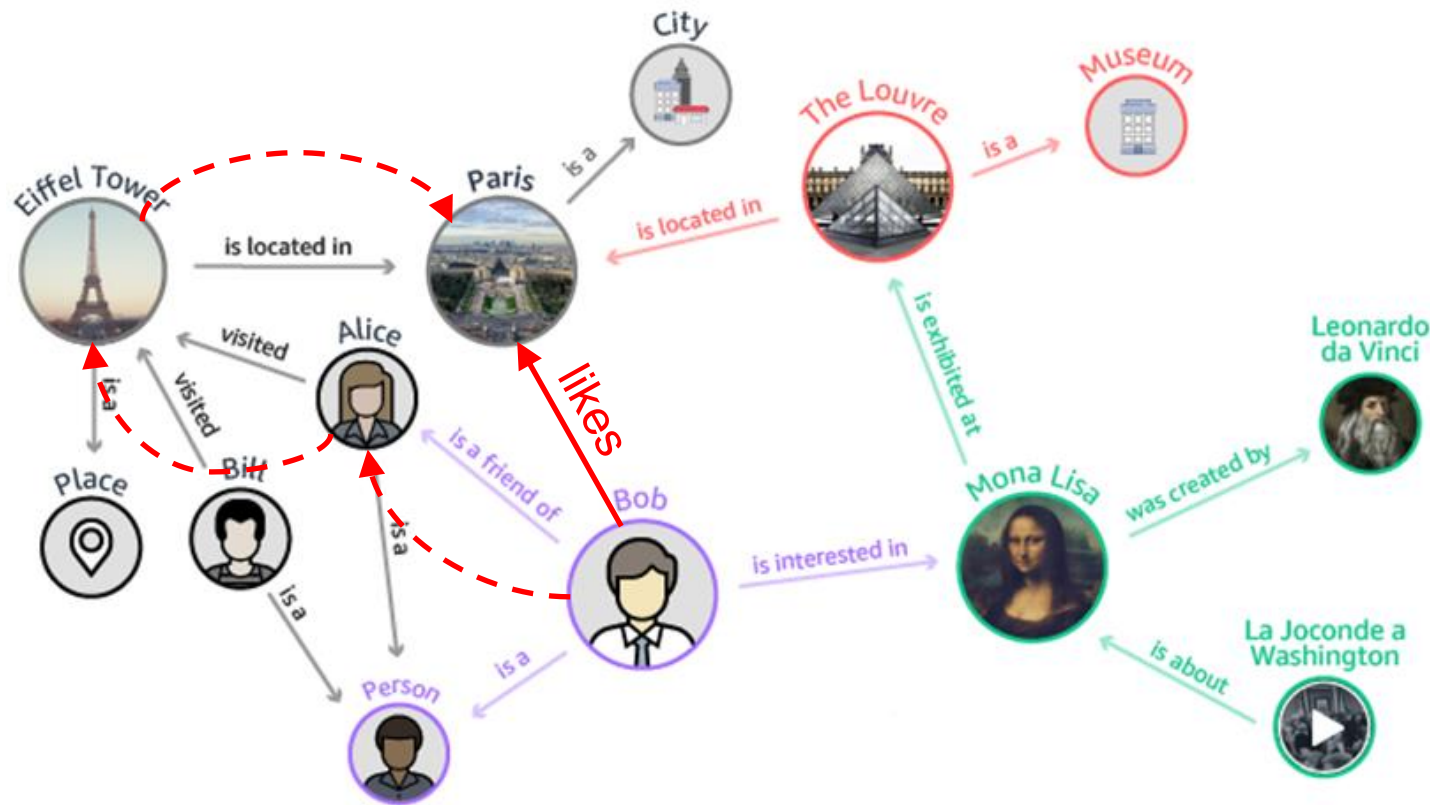 City
is a
The Louvre
is a
Museum
Eiffel Tower
Paris
is located in
is located in
visited
Alice
is a
visited
likes
is exhibited at
Leonardo
da Vinci
Place
Bill
is a
is a friend of
Bob
is interested in
Mona Lisa
was created by
is a
is a
Person
is about
La Joconde a
Washington